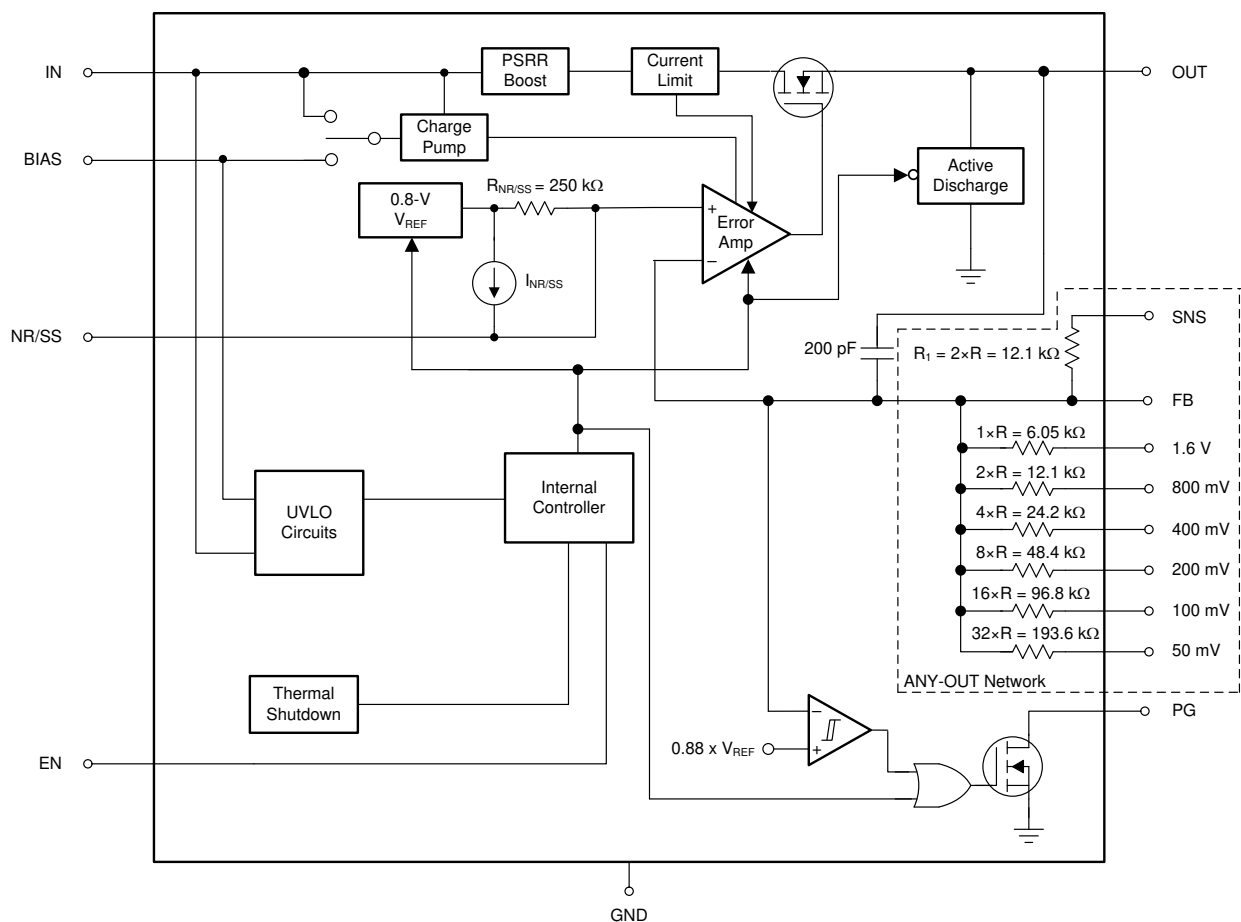 IN
PSRR
Boost
Current
Limit
OUT
Charge
Pump
BIAS
Active
Discharge
R_NR/SS = 250 kΩ
0.8-V
V_REF
+
Error
Amp
−
I_NR/SS
NR/SS
SNS
200 pF
R₁ = 2×R = 12.1 kΩ
FB
1×R = 6.05 kΩ
1.6 V
2×R = 12.1 kΩ
800 mV
4×R = 24.2 kΩ
400 mV
8×R = 48.4 kΩ
200 mV
16×R = 96.8 kΩ
100 mV
32×R = 193.6 kΩ
50 mV
ANY-OUT Network
UVLO
Circuits
Internal
Controller
Thermal
Shutdown
PG
−
0.88 x V_REF
+
EN
GND